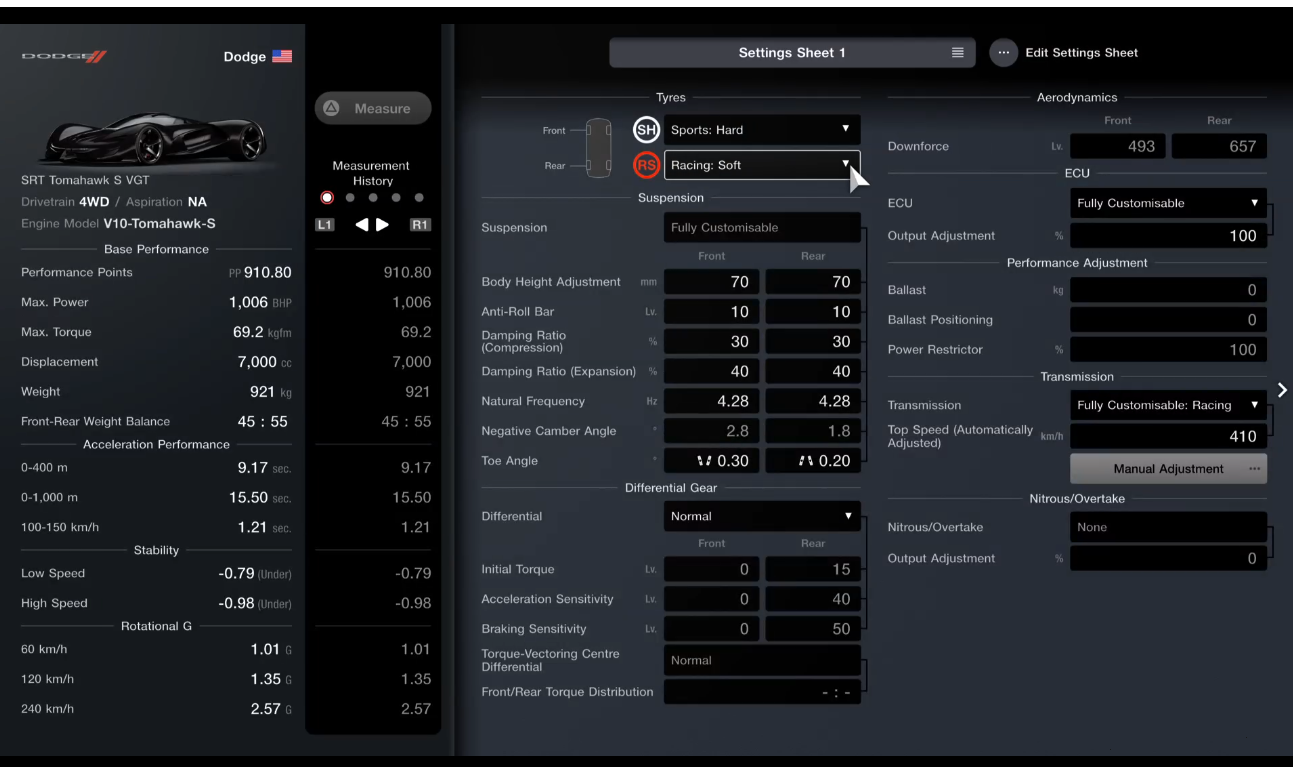 DODGE
Dodge
SRT Tomahawk S VGT
Drivetrain 4WD / Aspiration NA
Engine Model V10-Tomahawk-S
Base Performance
Performance Points PP 910.80
Max. Power 1,006 BHP
Max. Torque 69.2 kgfm
Displacement 7,000 cc
Weight 921 kg
Front-Rear Weight Balance 45 : 55
Acceleration Performance
0-400 m 9.17 sec.
0-1,000 m 15.50 sec.
100-150 km/h 1.21 sec.
Stability
Low Speed -0.79 (Under)
High Speed -0.98 (Under)
Rotational G
60 km/h 1.01 G
120 km/h 1.35 G
240 km/h 2.57 G
Measure
Measurement
History
L1 R1
910.80
1,006
69.2
7,000
921
45 : 55
9.17
15.50
1.21
-0.79
-0.98
1.01
1.35
2.57
Settings Sheet 1
Edit Settings Sheet
Tyres
Front SH Sports: Hard
Rear RS Racing: Soft
Suspension
Suspension Fully Customisable
Front Rear
Body Height Adjustment mm 70 70
Anti-Roll Bar Lv. 10 10
Damping Ratio
(Compression) % 30 30
Damping Ratio (Expansion) % 40 40
Natural Frequency Hz 4.28 4.28
Negative Camber Angle ° 2.8 1.8
Toe Angle ° 0.30 0.20
Differential Gear
Differential Normal
Front Rear
Initial Torque Lv. 0 15
Acceleration Sensitivity Lv. 0 40
Braking Sensitivity Lv. 0 50
Torque-Vectoring Centre
Differential Normal
Front/Rear Torque Distribution - : -
Aerodynamics
Front Rear
Downforce Lv. 493 657
ECU
ECU Fully Customisable
Output Adjustment % 100
Performance Adjustment
Ballast kg 0
Ballast Positioning 0
Power Restrictor % 100
Transmission
Transmission Fully Customisable: Racing
Top Speed (Automatically
Adjusted) km/h 410
Manual Adjustment
Nitrous/Overtake
Nitrous/Overtake None
Output Adjustment % 0